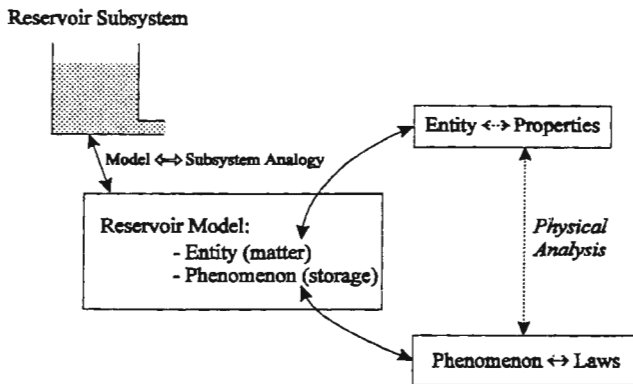 Reservoir Subsystem
Model ⇔ Subsystem Analogy
Entity ↔ Properties
Reservoir Model:
- Entity (matter)
- Phenomenon (storage)
Physical
Analysis
Phenomenon ↔ Laws